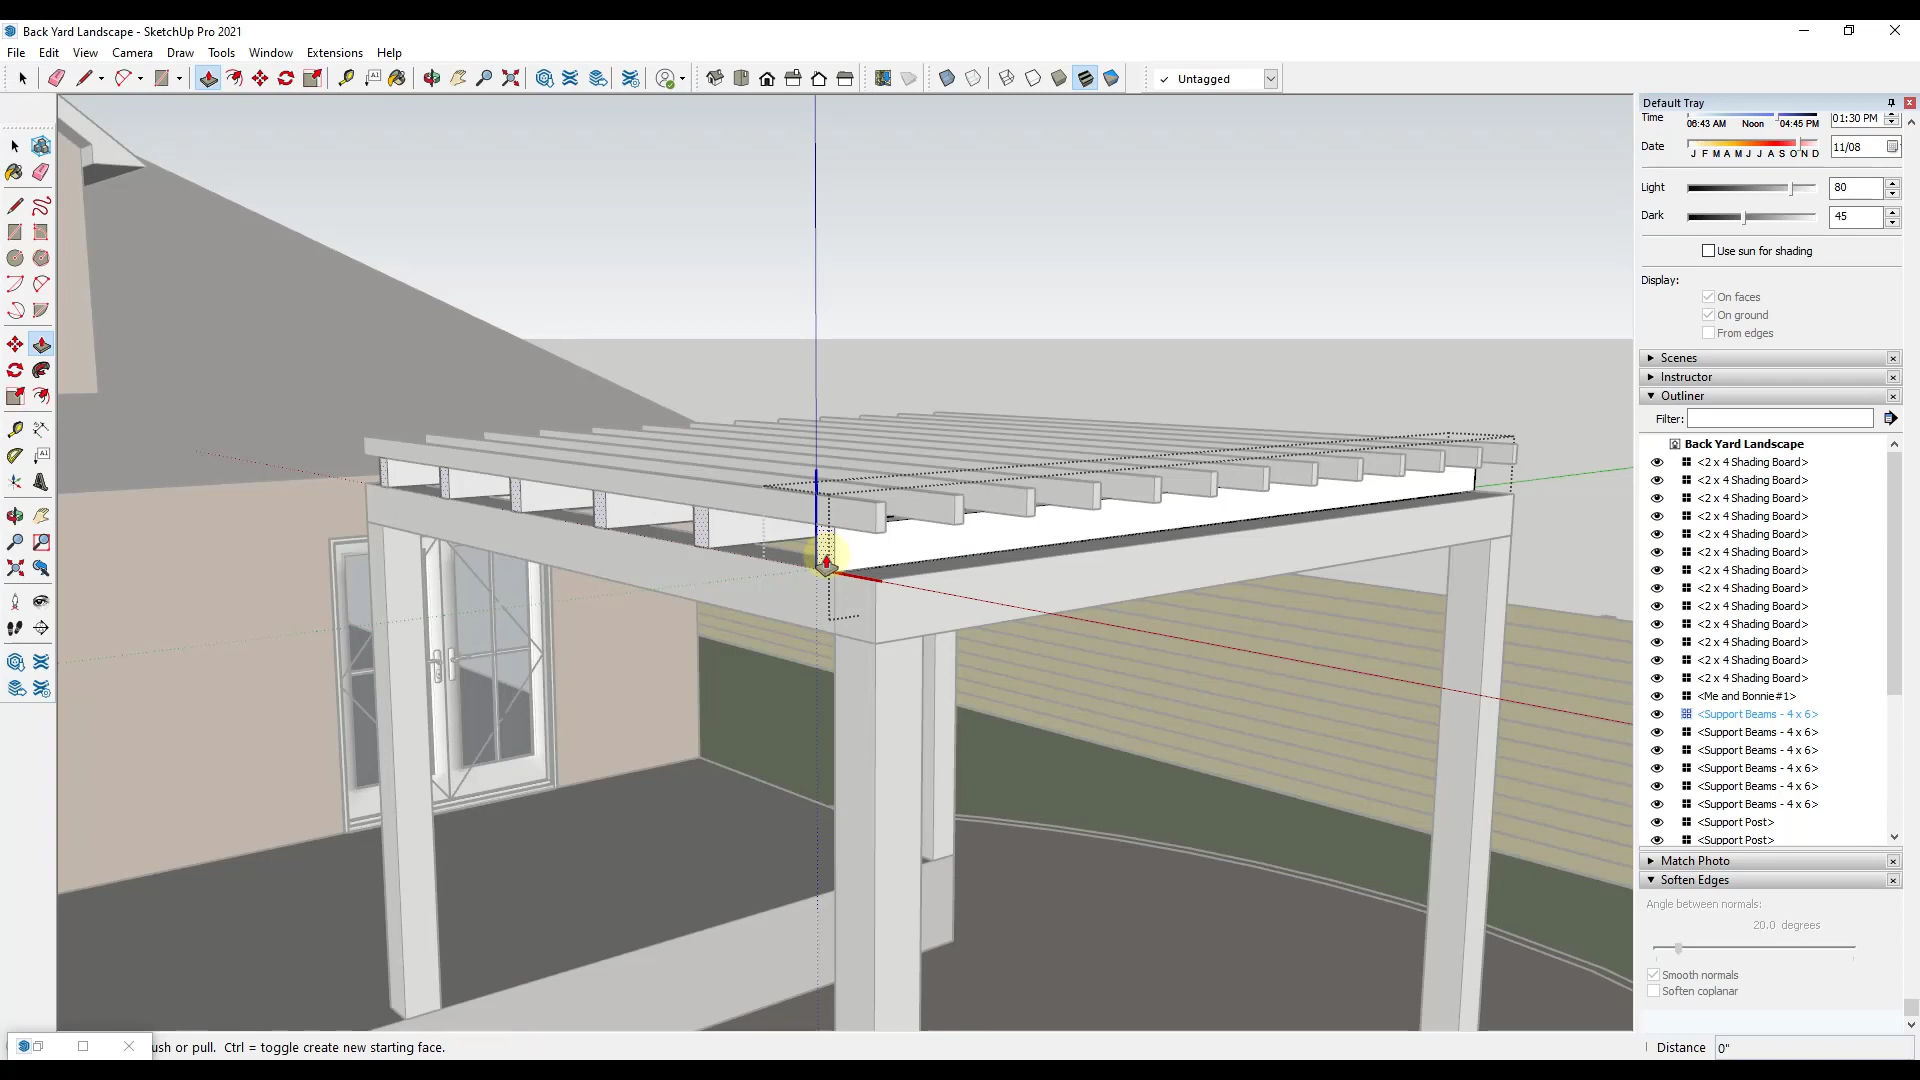 Back Yard Landscape - SketchUp Pro 2021
File Edit View Camera Draw Tools Window Extensions Help
Untagged
Default Tray
Time 06:43 AM Noon 04:45 PM 01:30 PM
Date J F M A M J J A S O N D 11/08
Light 80
Dark 45
Use sun for shading
Display:
On faces
On ground
From edges
Scenes
Instructor
Outliner
Filter:
Back Yard Landscape
<2 x 4 Shading Board>
<2 x 4 Shading Board>
<2 x 4 Shading Board>
<2 x 4 Shading Board>
<2 x 4 Shading Board>
<2 x 4 Shading Board>
<2 x 4 Shading Board>
<2 x 4 Shading Board>
<2 x 4 Shading Board>
<2 x 4 Shading Board>
<2 x 4 Shading Board>
<2 x 4 Shading Board>
<2 x 4 Shading Board>
<Me and Bonnie#1>
<Support Beams - 4 x 6>
<Support Beams - 4 x 6>
<Support Beams - 4 x 6>
<Support Beams - 4 x 6>
<Support Beams - 4 x 6>
<Support Beams - 4 x 6>
<Support Post>
<Support Post>
Match Photo
Soften Edges
Angle between normals:
20.0 degrees
Smooth normals
Soften coplanar
ush or pull. Ctrl = toggle create new starting face.
Distance 0"